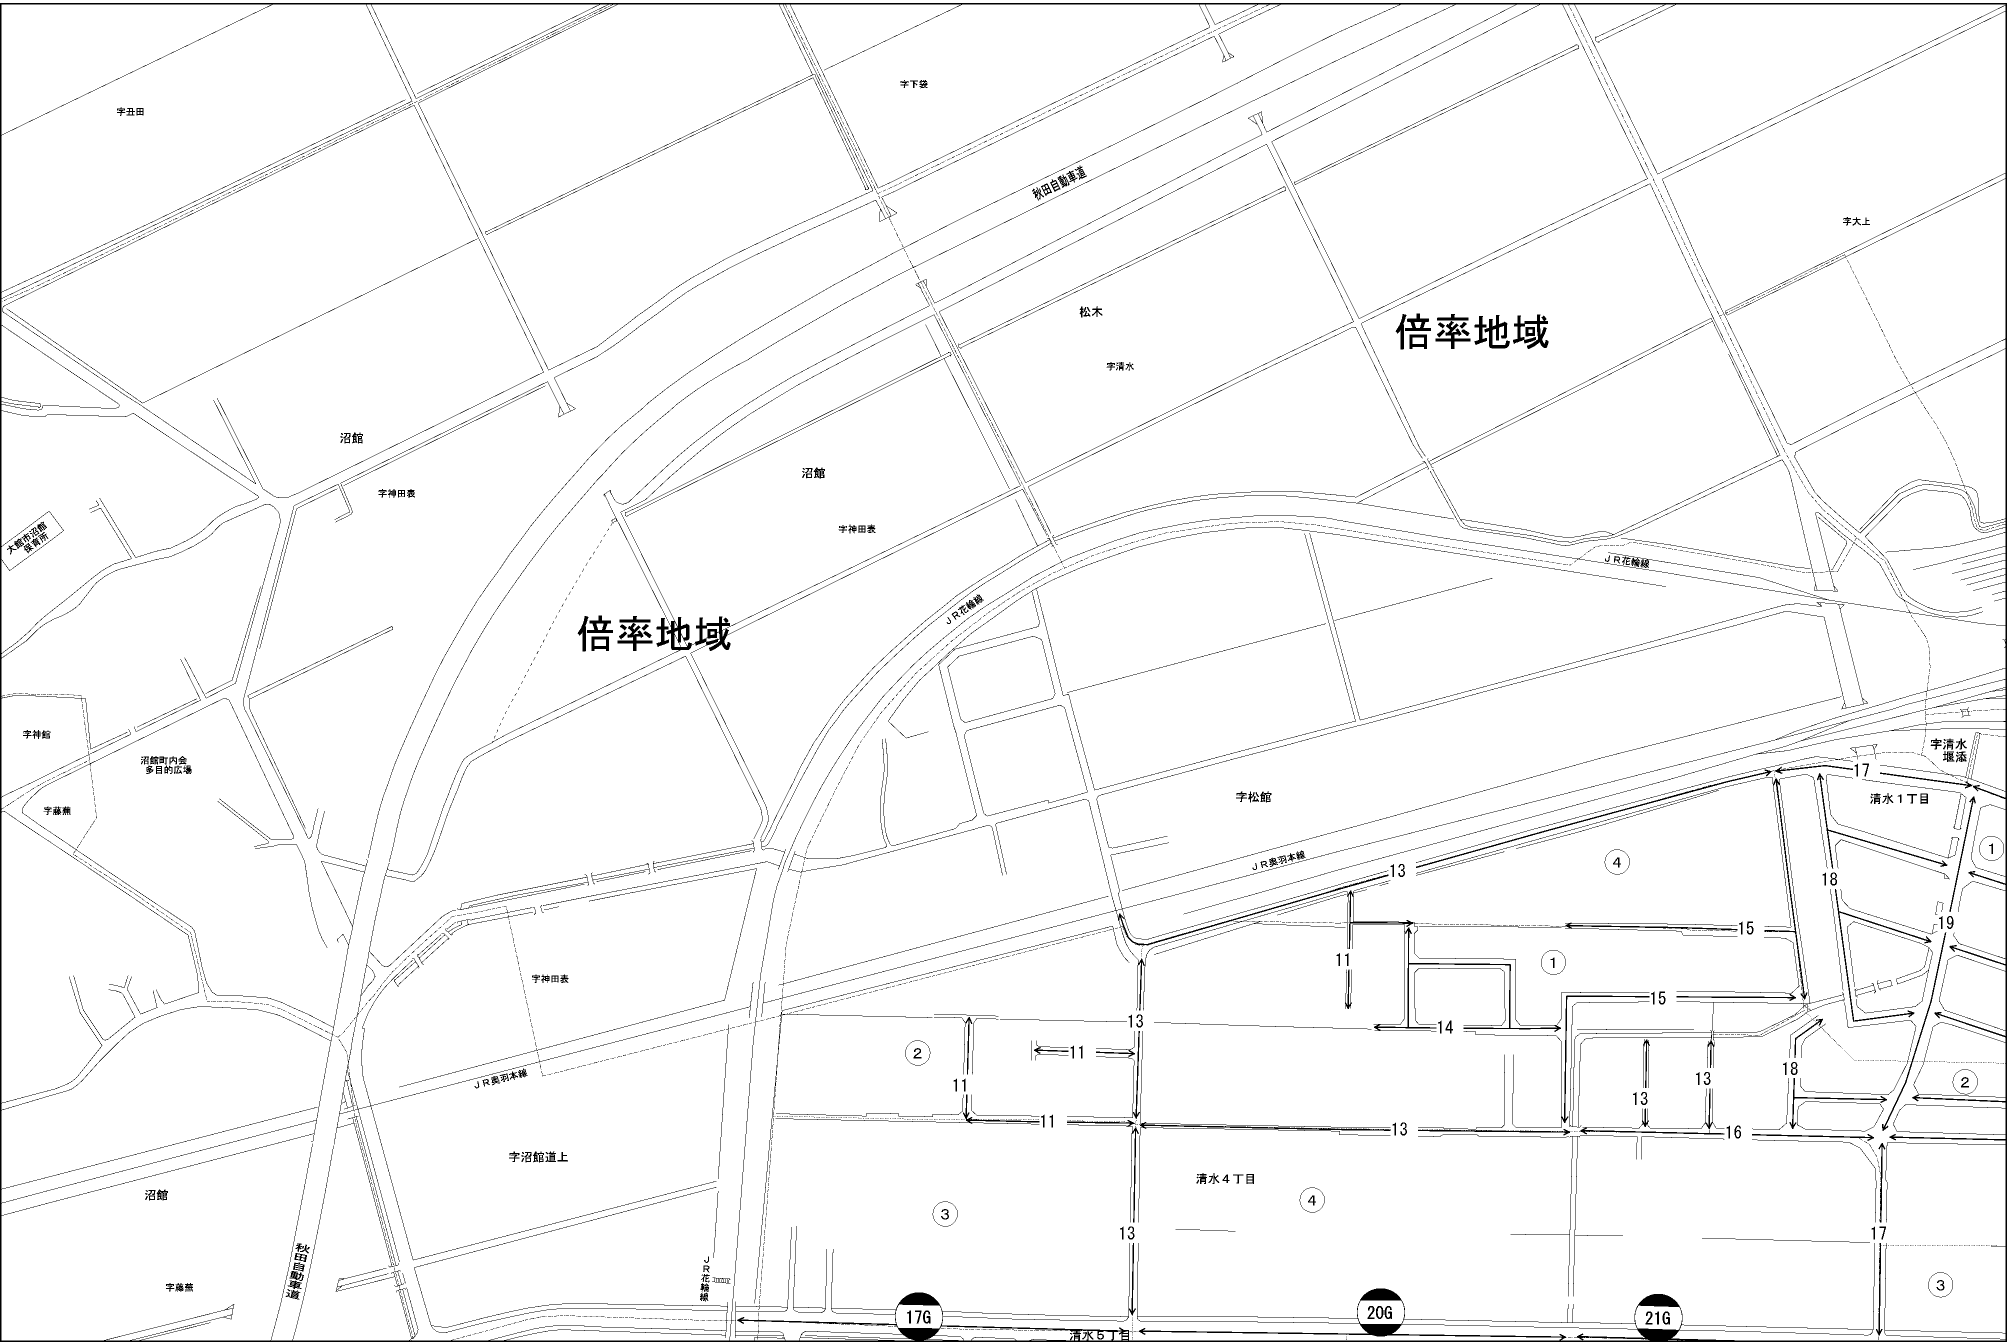 字丑田
字下袋
秋田自動車道
字大上
松木
倍率地域
字清水
沼館
沼館
字神田表
字神田表
大館市沼館
保育所
ＪＲ花輪線
ＪＲ花輪線
倍率地域
字神館
沼館町内会
多目的広場
字藤蕪
字清水
堰添
17
清水１丁目
字松館
ＪＲ奥羽本線
13
4
1
18
15
19
11
1
15
字神田表
13
14
2
11
11
13
13
18
2
ＪＲ奥羽本線
11
13
16
字沼館道上
清水４丁目
沼館
4
3
13
17
秋田自動車道
ＪＲ花輪線
字藤蕪
3
17G
20G
21G
清水５丁目